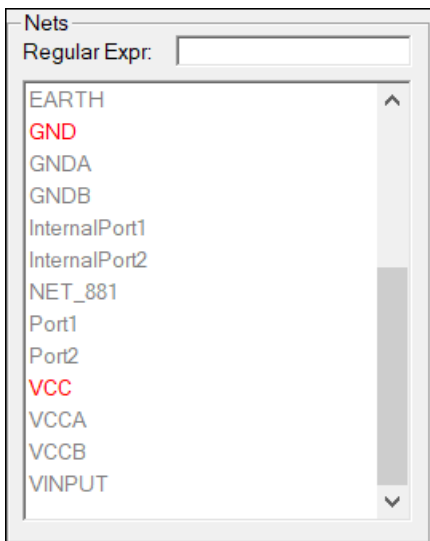 Nets
Regular Expr:
EARTH
GND
GNDA
GNDB
InternalPort1
InternalPort2
NET_881
Port1
Port2
VCC
VCCA
VCCB
VINPUT